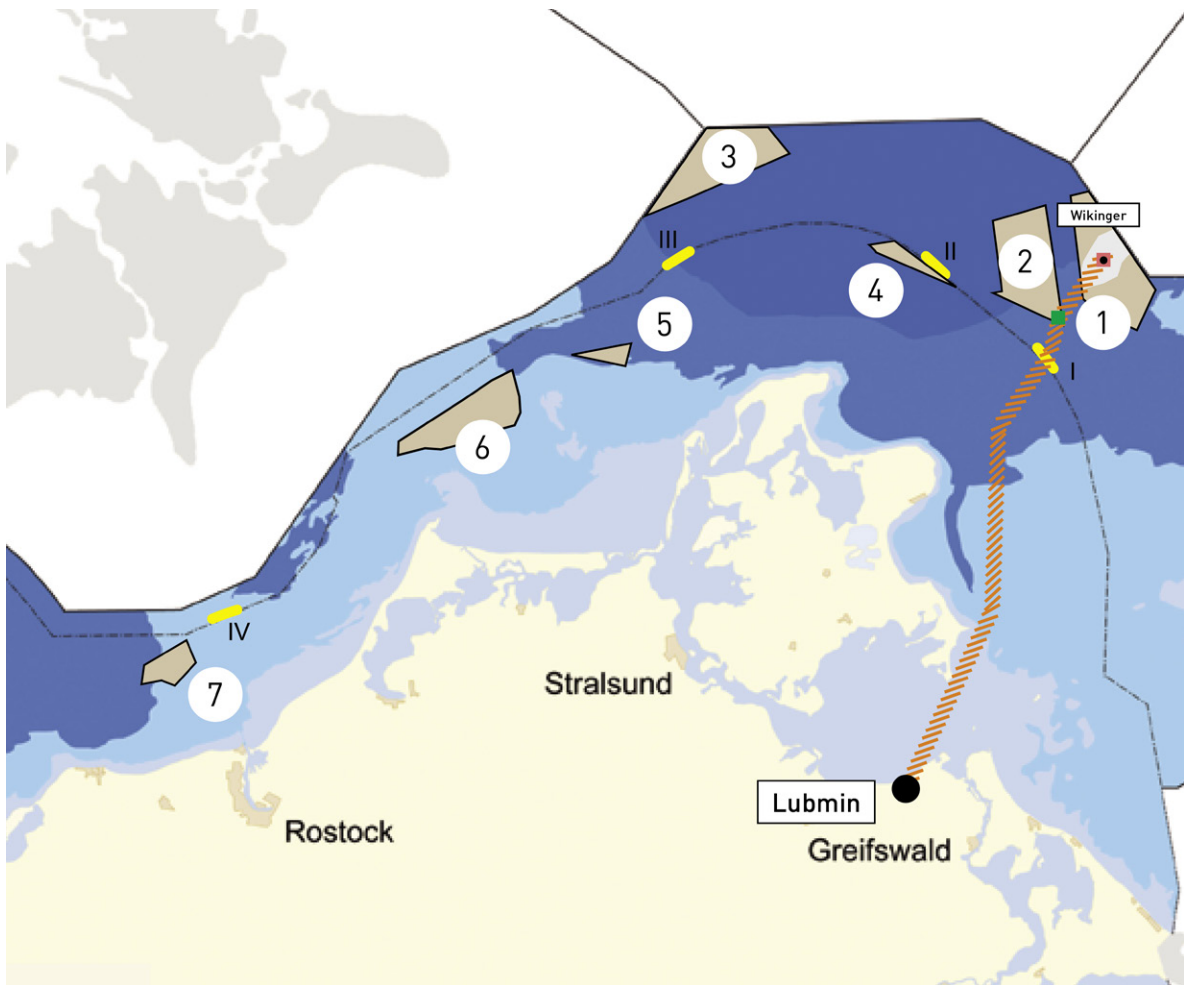 3
Wikinger
III
II
2
4
1
5
I
6
IV
7
Stralsund
Lubmin
Rostock
Greifswald